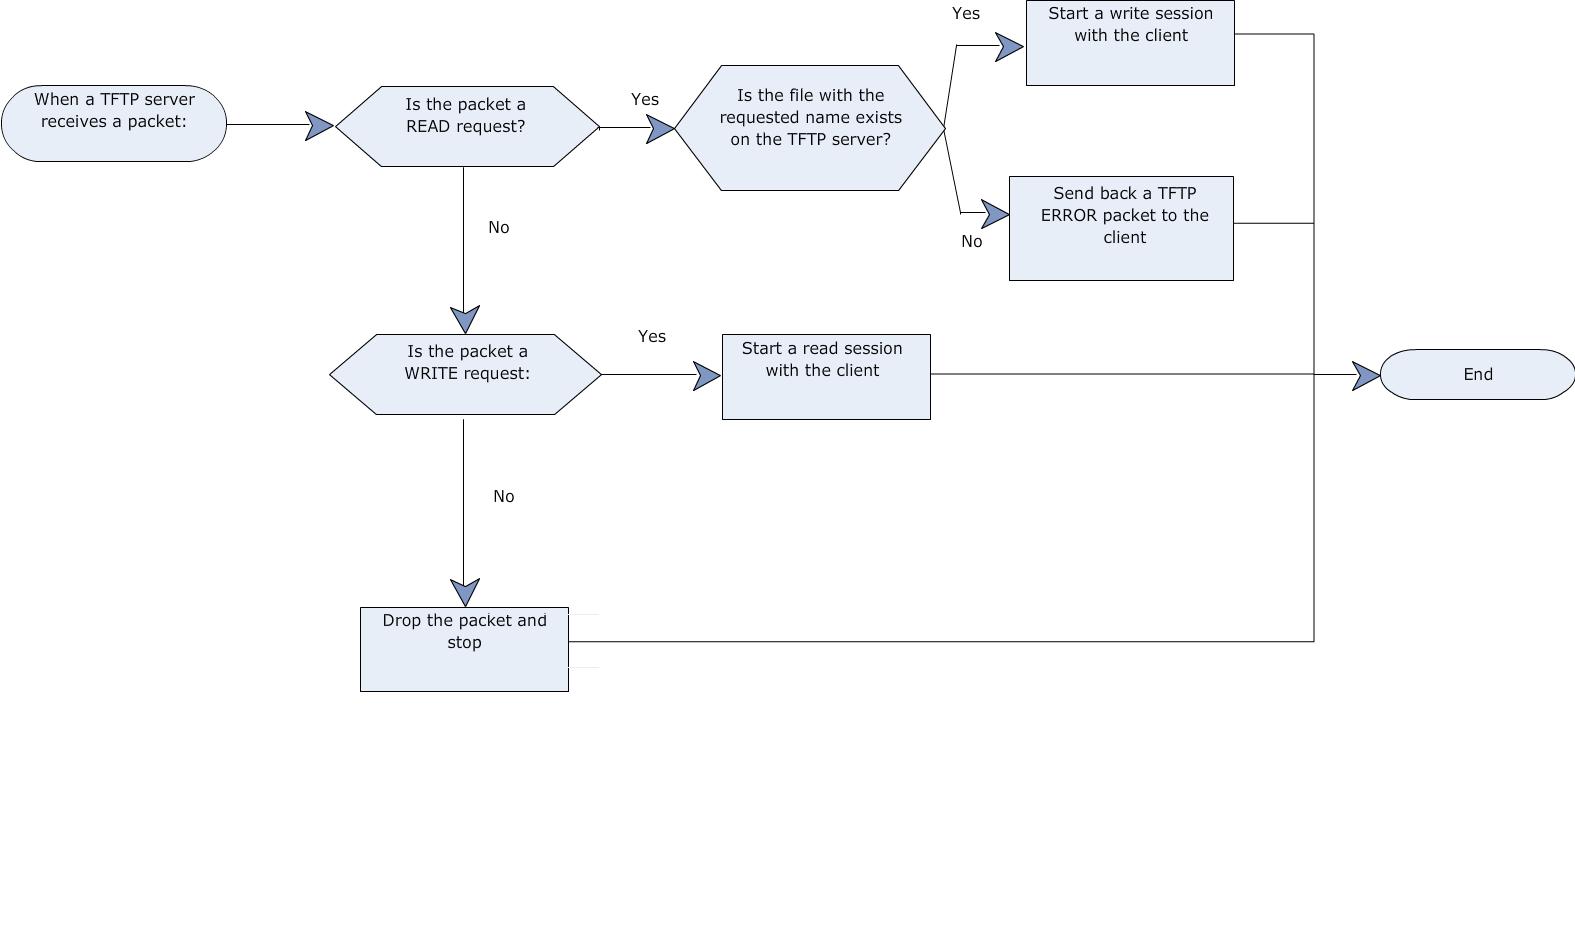 When a TFTP server
receives a packet:
Is the packet a
READ request?
Yes
Is the file with the
requested name exists
on the TFTP server?
Yes
Start a write session
with the client
No
Send back a TFTP
ERROR packet to the
client
No
Is the packet a
WRITE request:
Yes
Start a read session
with the client
End
No
Drop the packet and
stop